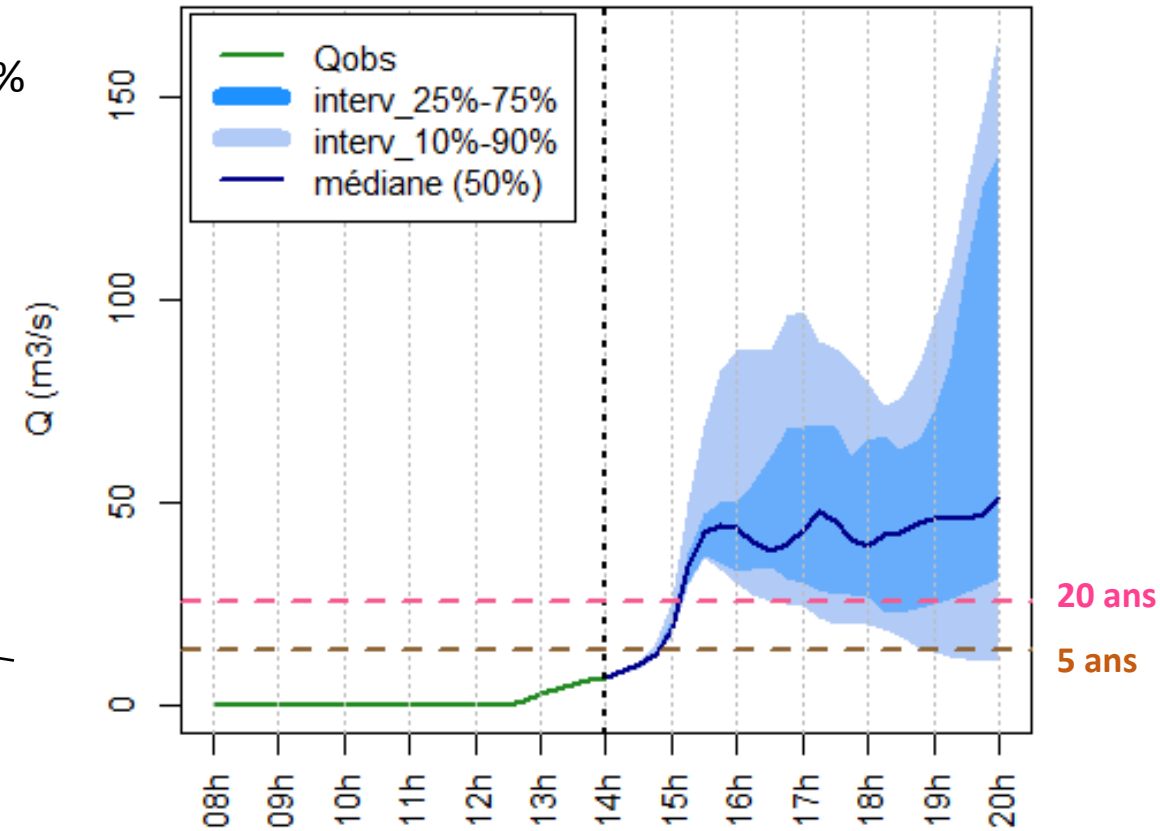 %
Qobs
interv_25%-75%
interv_10%-90%
médiane (50%)
Q (m3/s)
150
100
50
0
20 ans
5 ans
08h 09h 10h 11h 12h 13h 14h 15h 16h 17h 18h 19h 20h